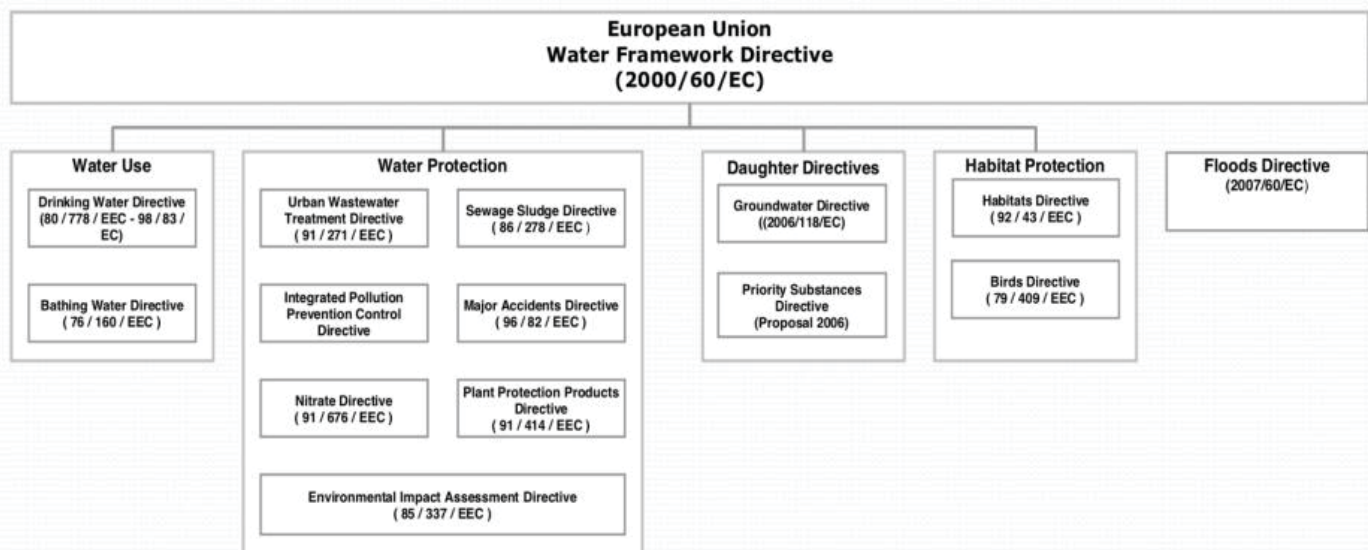 European Union
Water Framework Directive
(2000/60/EC)
Water Use
Drinking Water Directive
(80 / 778 / EEC - 98 / 83 /
EC)
Bathing Water Directive
( 76 / 160 / EEC )
Water Protection
Urban Wastewater
Treatment Directive
( 91 / 271 / EEC )
Sewage Sludge Directive
( 86 / 278 / EEC )
Integrated Pollution
Prevention Control
Directive
Major Accidents Directive
( 96 / 82 / EEC )
Nitrate Directive
( 91 / 676 / EEC )
Plant Protection Products
Directive
( 91 / 414 / EEC )
Environmental Impact Assessment Directive
( 85 / 337 / EEC )
Daughter Directives
Groundwater Directive
((2006/118/EC)
Priority Substances
Directive
(Proposal 2006)
Habitat Protection
Habitats Directive
( 92 / 43 / EEC )
Birds Directive
( 79 / 409 / EEC )
Floods Directive
(2007/60/EC)